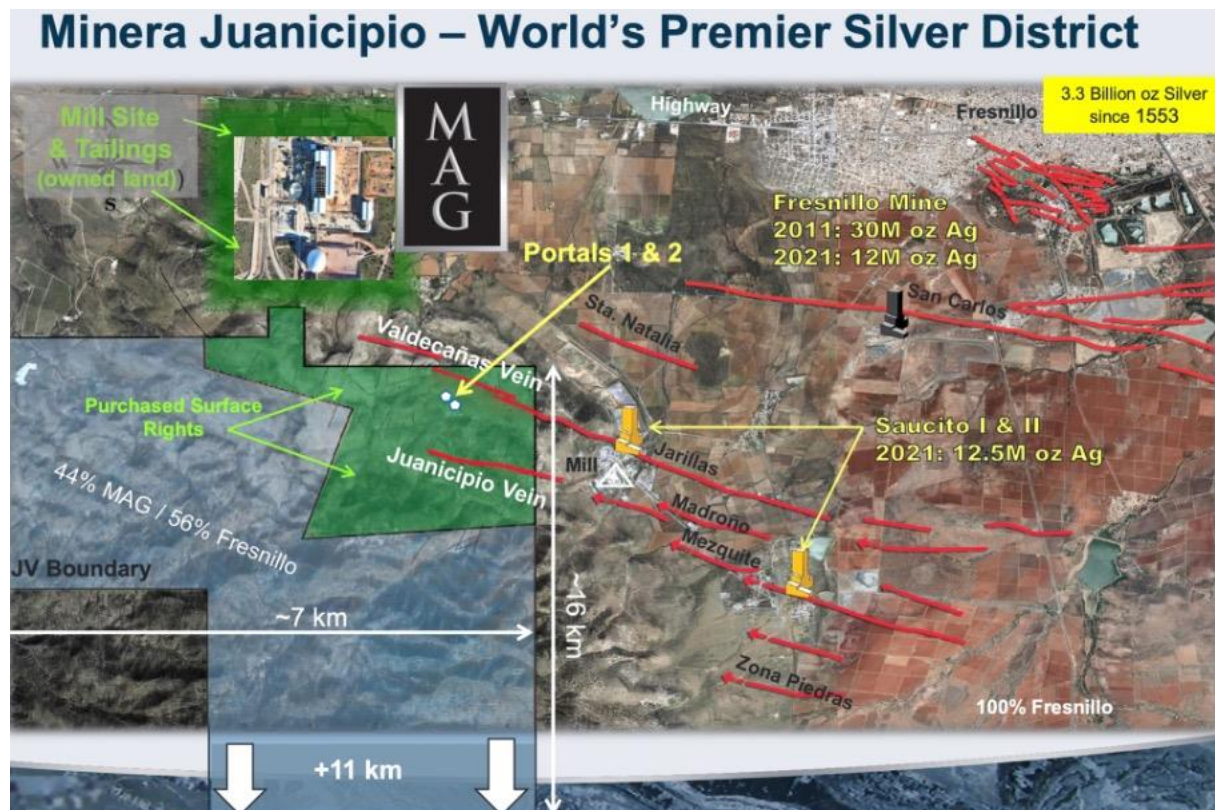 Minera Juanicipio – World's Premier Silver District
Mill Site
& Tailings
(owned land))
s
M
A
G
Highway
Fresnillo
3.3 Billion oz Silver
since 1553
Fresnillo Mine
2011: 30M oz Ag
2021: 12M oz Ag
Portals 1 & 2
San Carlos
Sta. Natalia
Valdecañas Vein
Purchased Surface
Rights
Juanicipio Vein
Mill
Jarillas
Saucito I & II
2021: 12.5M oz Ag
Madroño
Mezquite
44% MAG / 56% Fresnillo
JV Boundary
~7 km
~16 km
Zona Piedras
100% Fresnillo
+11 km